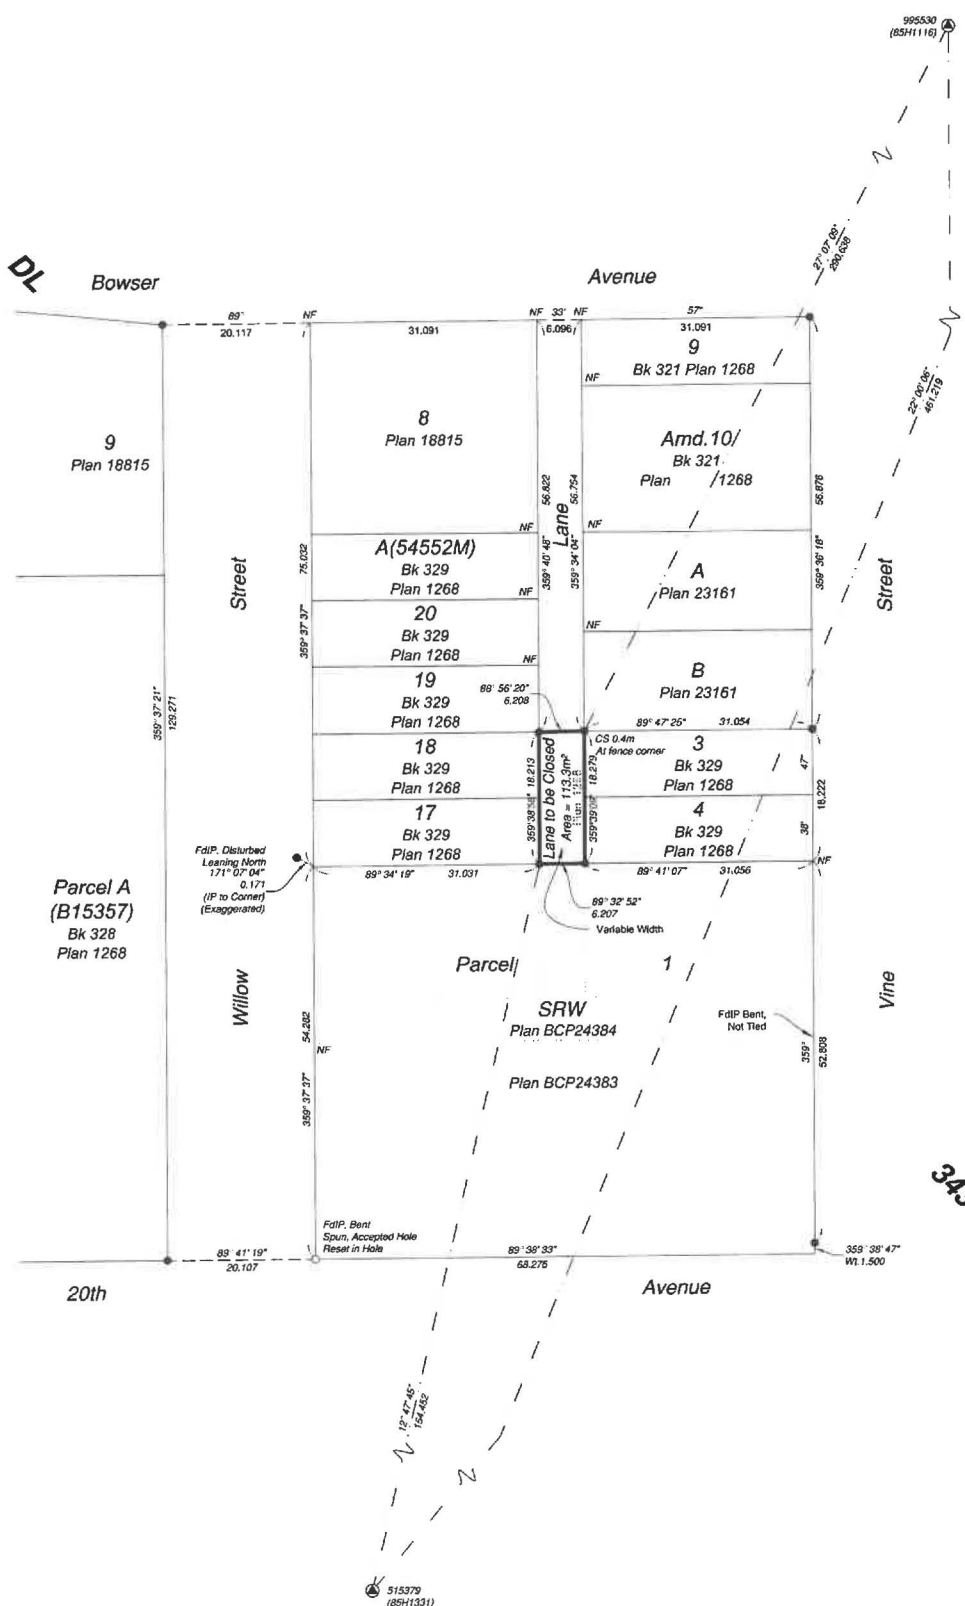 995530
(85H1116)
27° 07' 09"
290.638
22° 00' 06"
461.219
DL
Bowser
Avenue
89'
20.117
NF
31.091
NF
33'
6.096
NF
57'
31.091
9
Bk 321 Plan 1268
NF
9
Plan 18815
8
Plan 18815
Amd.10/
Bk 321
Plan 1268
56.822
359° 40' 48"
Lane
56.754
359° 34' 04"
56.876
359° 36' 18"
NF
NF
A(54552M)
Bk 329
Plan 1268
NF
A
Plan 23161
Street
75.032
359° 37' 37"
Street
20
Bk 329
Plan 1268
NF
NF
B
Plan 23161
19
Bk 329
Plan 1268
88° 56' 20"
6.208
89° 47' 25"
31.054
359° 37' 21"
129.271
18
Bk 329
Plan 1268
CS 0.4m
At fence corner
3
Bk 329
Plan 1268
47'
18.222
38'
18.213
359° 38' 58"
Lane to be Closed
Area = 113.3m²
Plan 1268
18.279
17
Bk 329
Plan 1268
4
Bk 329
Plan 1268
NF
FdIP. Disturbed
Leaning North
171° 07' 04"
0.171
(IP to Corner)
(Exaggerated)
89° 34' 19"
31.031
89° 41' 07"
31.056
89° 32' 52"
6.207
Variable Width
Parcel A
(B15357)
Bk 328
Plan 1268
Parcel 1
SRW
Plan BCP24384
Plan BCP24383
Willow
54.282
NF
359° 37' 37"
FdIP Bent,
Not Tied
359°
52.808
Vine
FdIP. Bent
Spun, Accepted Hole
Reset in Hole
89° 41' 19"
20.107
89° 38' 33"
68.276
359° 38' 47"
Wt.1.500
20th
Avenue
12° 47' 45"
154.452
515379
(85H1331)